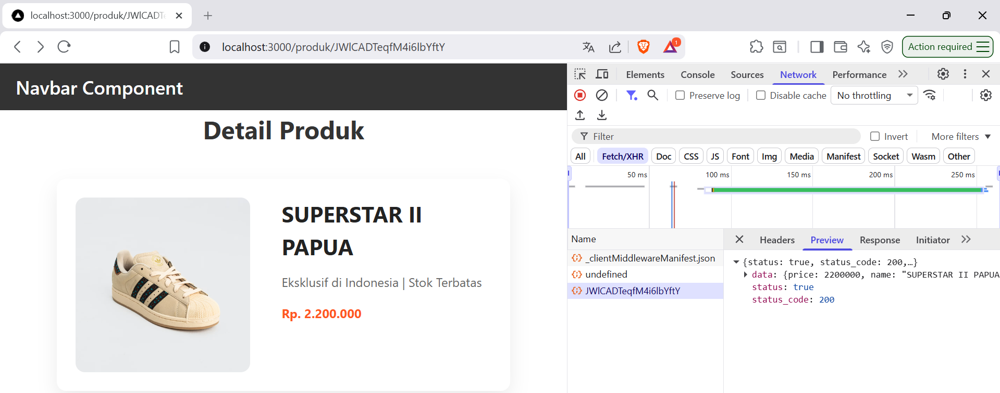 localhost:3000/produk/JWlCADTe
localhost:3000/produk/JWlCADTeqfM4i6lbYftY
1
Action required
Navbar Component
Detail Produk
SUPERSTAR II
PAPUA
Eksklusif di Indonesia | Stok Terbatas
Rp. 2.200.000
Elements Console Sources Network Performance
Preserve log Disable cache No throttling
Filter Invert More filters
All Fetch/XHR Doc CSS JS Font Img Media Manifest Socket Wasm Other
50 ms 100 ms 150 ms 200 ms 250 ms
Name
_clientMiddlewareManifest.json
undefined
JWlCADTeqfM4i6lbYftY
Headers Preview Response Initiator
{status: true, status_code: 200,…}
data: {price: 2200000, name: "SUPERSTAR II PAPUA
status: true
status_code: 200